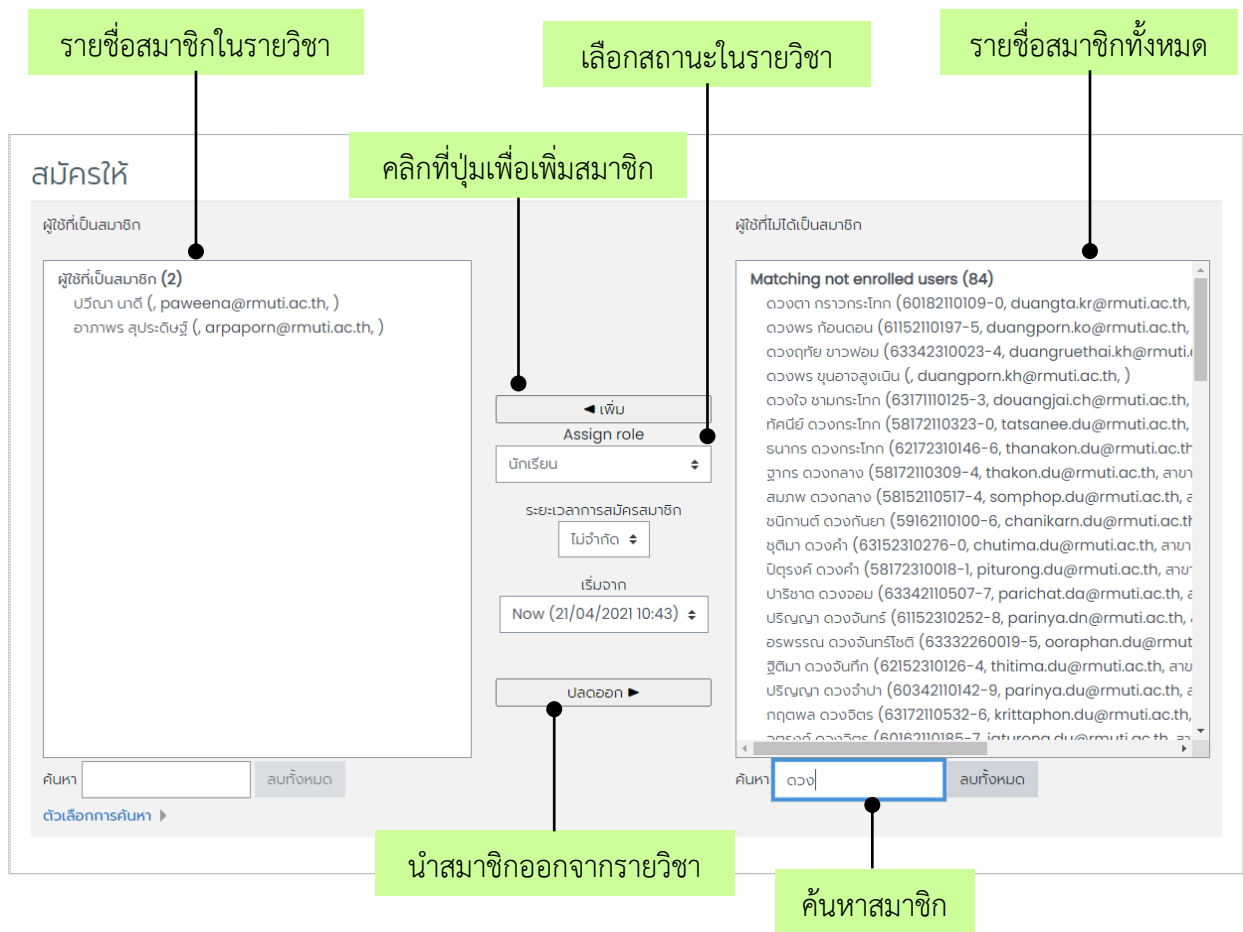 รายชื่อสมาชิกในรายวิชา
เลือกสถานะในรายวิชา
รายชื่อสมาชิกทั้งหมด
คลิกที่ปุ่มเพื่อเพิ่มสมาชิก
สมัครให้
ผู้ใช้ที่เป็นสมาชิก
ผู้ใช้ที่เป็นสมาชิก (2)
ปวีณา นาดี (, paweena@rmuti.ac.th, )
อาภาพร สุประดิษฐ์ (, arpaporn@rmuti.ac.th, )
ค้นหา
ลบทั้งหมด
ตัวเลือกการค้นหา
◄ เพิ่ม
Assign role
นักเรียน
ระยะเวลาการสมัครสมาชิก
ไม่จำกัด
เริ่มจาก
Now (21/04/2021 10:43)
ปลดออก ►
ผู้ใช้ที่ไม่ได้เป็นสมาชิก
Matching not enrolled users (84)
ดวงตา กราวกระโทก (60182110109-0, duangta.kr@rmuti.ac.th,
ดวงพร ก้อนดอน (61152110197-5, duangporn.ko@rmuti.ac.th,
ดวงฤทัย ขาวฟอม (63342310023-4, duangruethai.kh@rmuti.
ดวงพร ขุนอาจสูงเนิน (, duangporn.kh@rmuti.ac.th, )
ดวงใจ ชามกระโทก (63171110125-3, douangjai.ch@rmuti.ac.th,
ทัศนีย์ ดวงกระโทก (58172110323-0, tatsanee.du@rmuti.ac.th,
ธนากร ดวงกระโทก (62172310146-6, thanakon.du@rmuti.ac.th
ฐากร ดวงกลาง (58172110309-4, thakon.du@rmuti.ac.th, สาขา
สมภพ ดวงกลาง (58152110517-4, somphop.du@rmuti.ac.th,
ชนิกานต์ ดวงกันยา (59162110100-6, chanikarn.du@rmuti.ac.th
ชุติมา ดวงคำ (63152310276-0, chutima.du@rmuti.ac.th, สาขา
ปิตุรงค์ ดวงคำ (58172310018-1, piturong.du@rmuti.ac.th, สาขา
ปาริชาต ดวงจอม (63342110507-7, parichat.da@rmuti.ac.th,
ปริญญา ดวงจันทร์ (61152310252-8, parinya.dn@rmuti.ac.th,
อรพรรณ ดวงจันทร์โชติ (63332260019-5, ooraphan.du@rmut
ฐิติมา ดวงจันทึก (62152310126-4, thitima.du@rmuti.ac.th, สาข
ปริญญา ดวงจำปา (60342110142-9, parinya.du@rmuti.ac.th,
กฤตพล ดวงจิตร (63172110532-6, krittaphon.du@rmuti.ac.th,
จตุรงค์ ดวงจิตร (60162110185-7, jaturong.du@rmuti.ac.th,
ค้นหา ดวง
ลบทั้งหมด
นำสมาชิกออกจากรายวิชา
ค้นหาสมาชิก